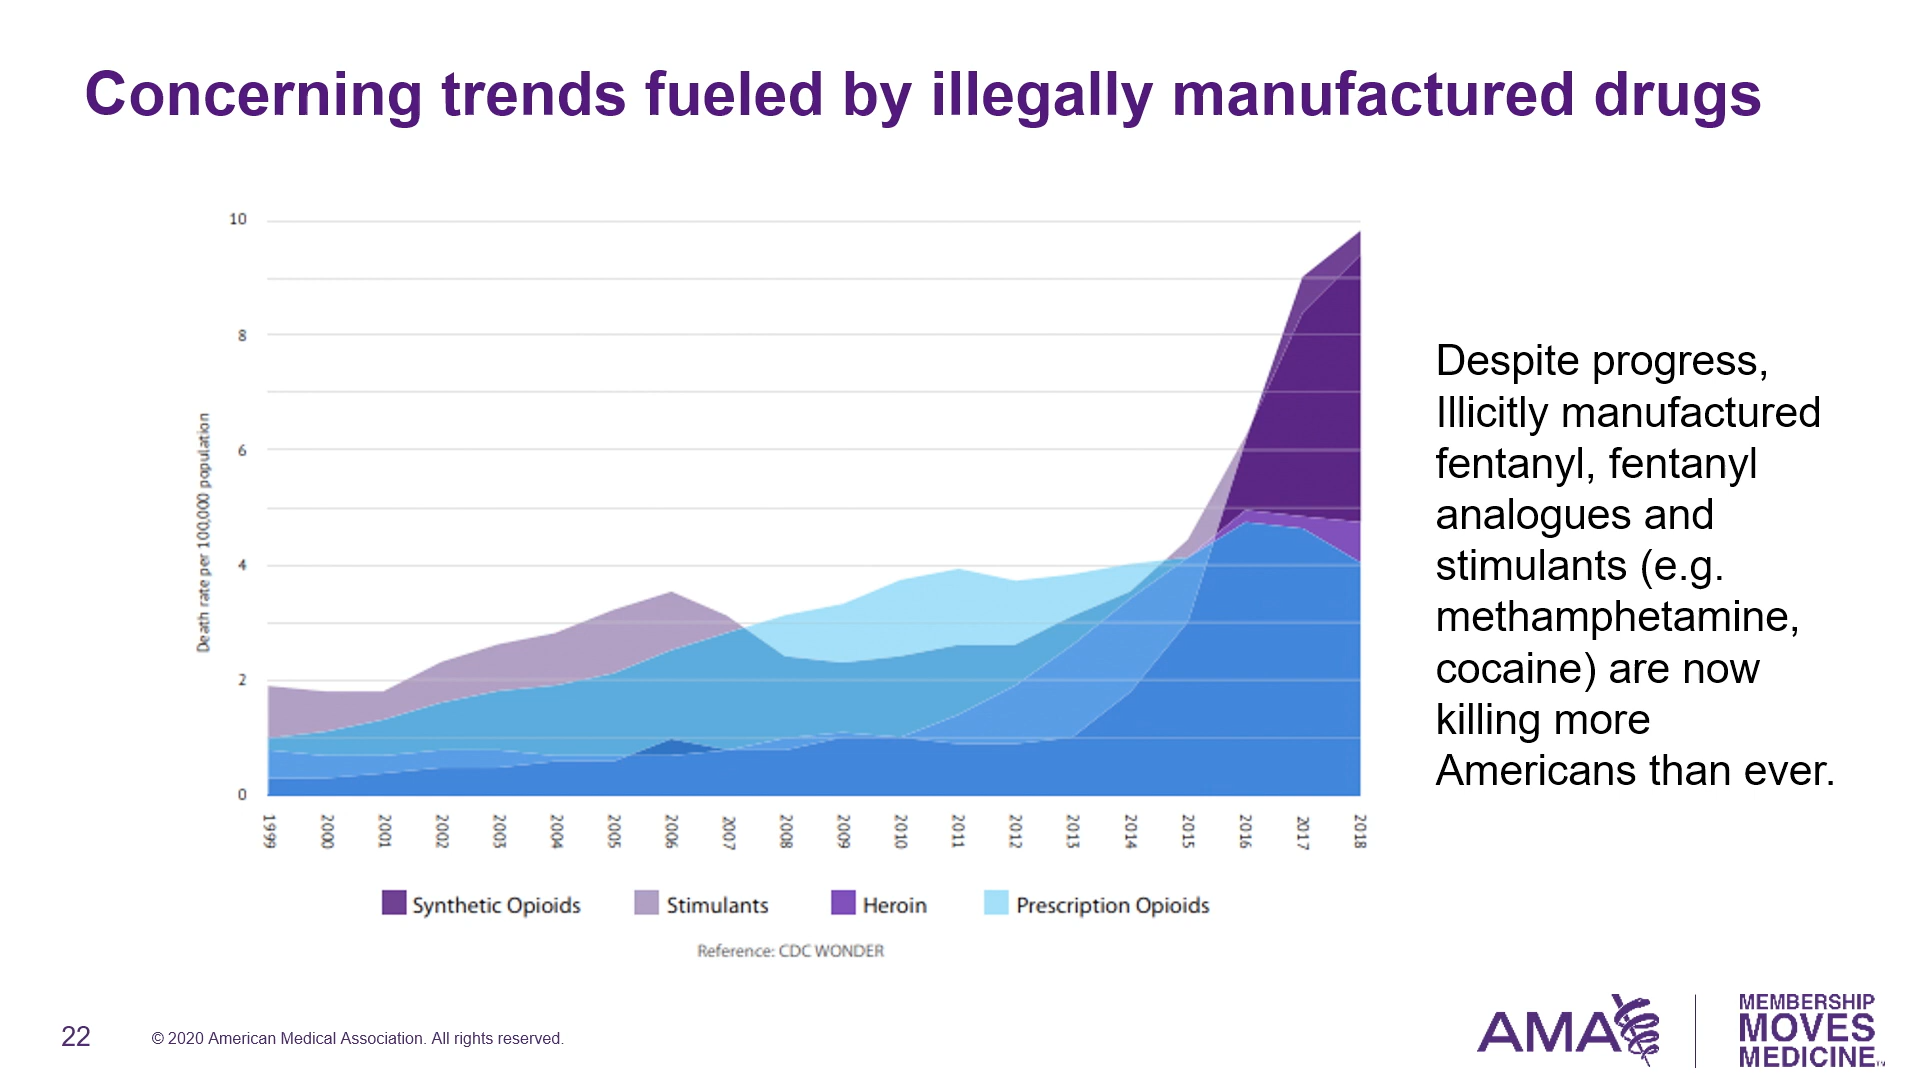 Concerning trends fueled by illegally manufactured drugs
10
8
6
4
2
0
Death rate per 100,000 population
1999 2000 2001 2002 2003 2004 2005 2006 2007 2008 2009 2010 2011 2012 2013 2014 2015 2016 2017 2018
Synthetic Opioids Stimulants Heroin Prescription Opioids
Reference: CDC WONDER
Despite progress,
Illicitly manufactured
fentanyl, fentanyl
analogues and
stimulants (e.g.
methamphetamine,
cocaine) are now
killing more
Americans than ever.
22 © 2020 American Medical Association. All rights reserved.
AMA
MEMBERSHIP
MOVES
MEDICINE™